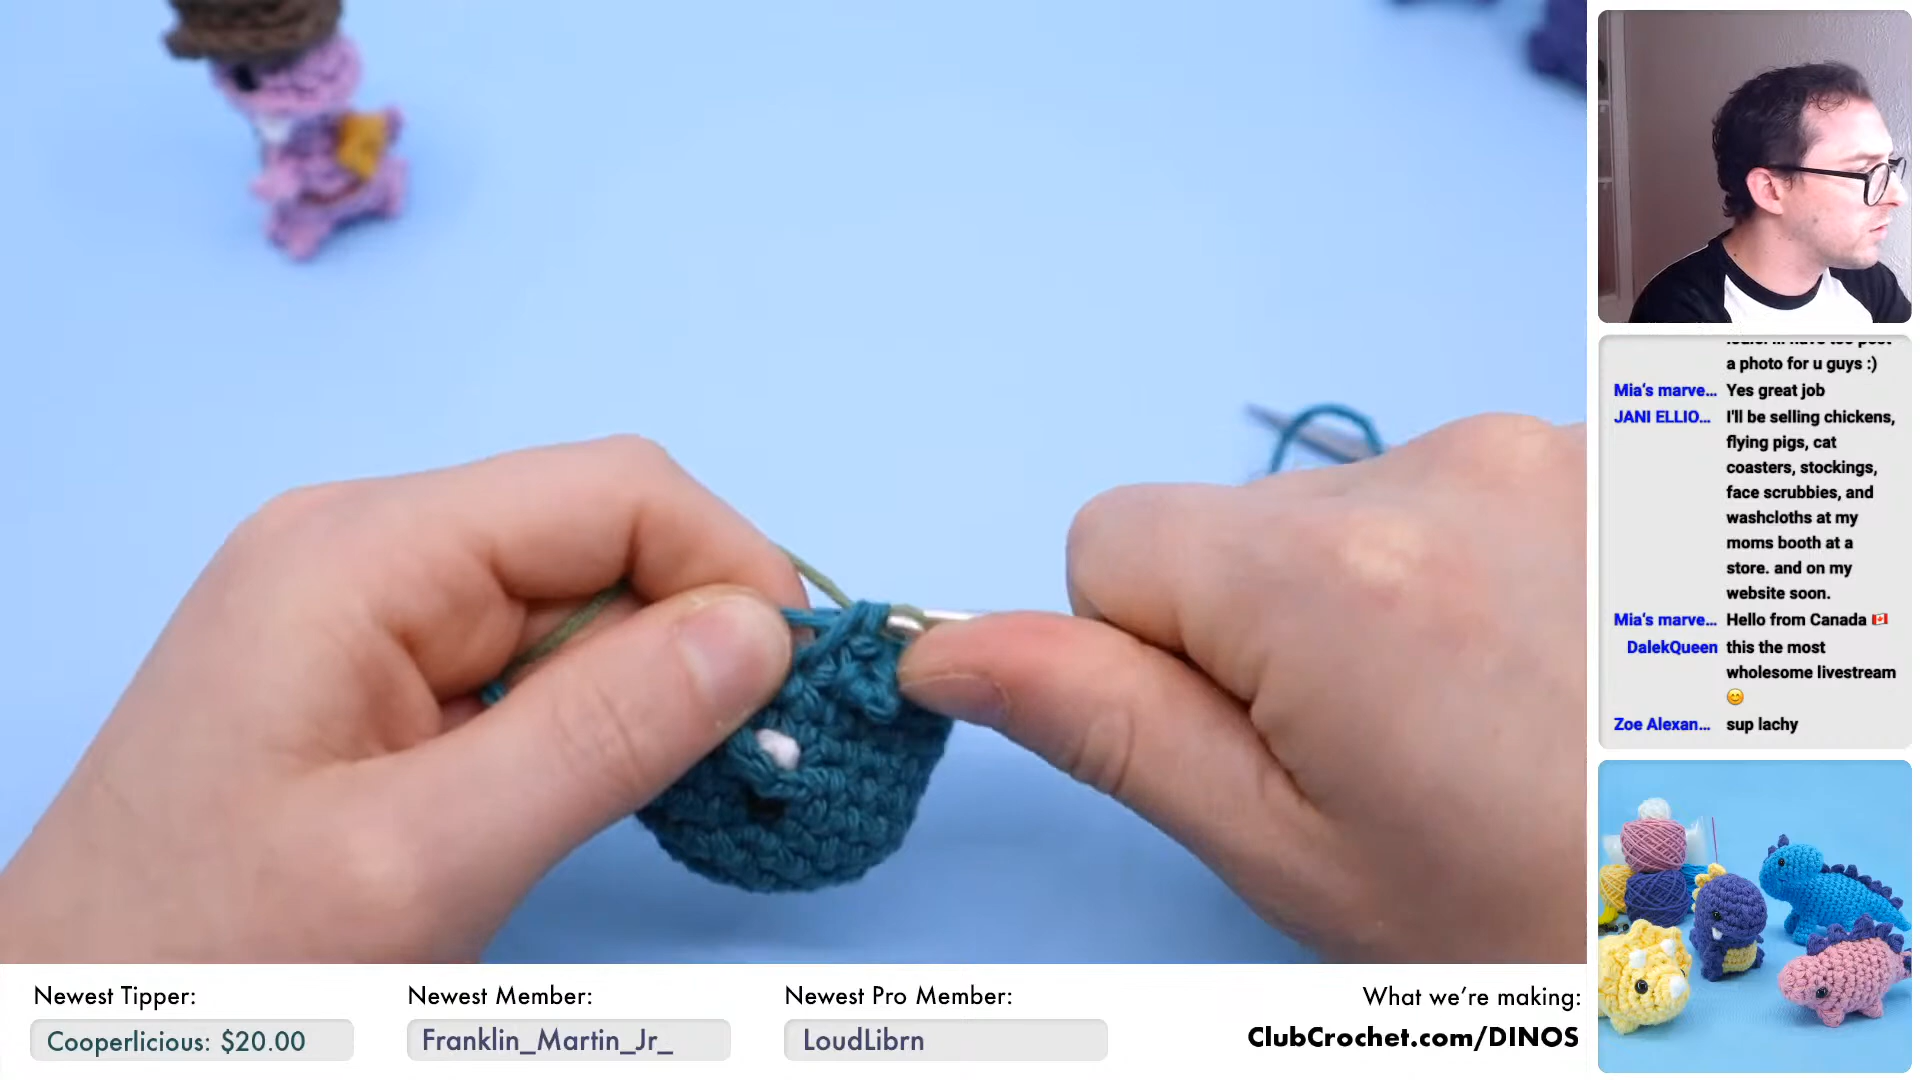 a photo for u guys :)
Mia's marve... Yes great job
JANI ELLIO... I'll be selling chickens,
flying pigs, cat
coasters, stockings,
face scrubbies, and
washcloths at my
moms booth at a
store. and on my
website soon.
Mia's marve... Hello from Canada 🇨🇦
DalekQueen this the most
wholesome livestream
😊
Zoe Alexan... sup lachy
Newest Tipper:
Cooperlicious: $20.00
Newest Member:
Franklin_Martin_Jr_
Newest Pro Member:
LoudLibrn
What we're making:
ClubCrochet.com/DINOS